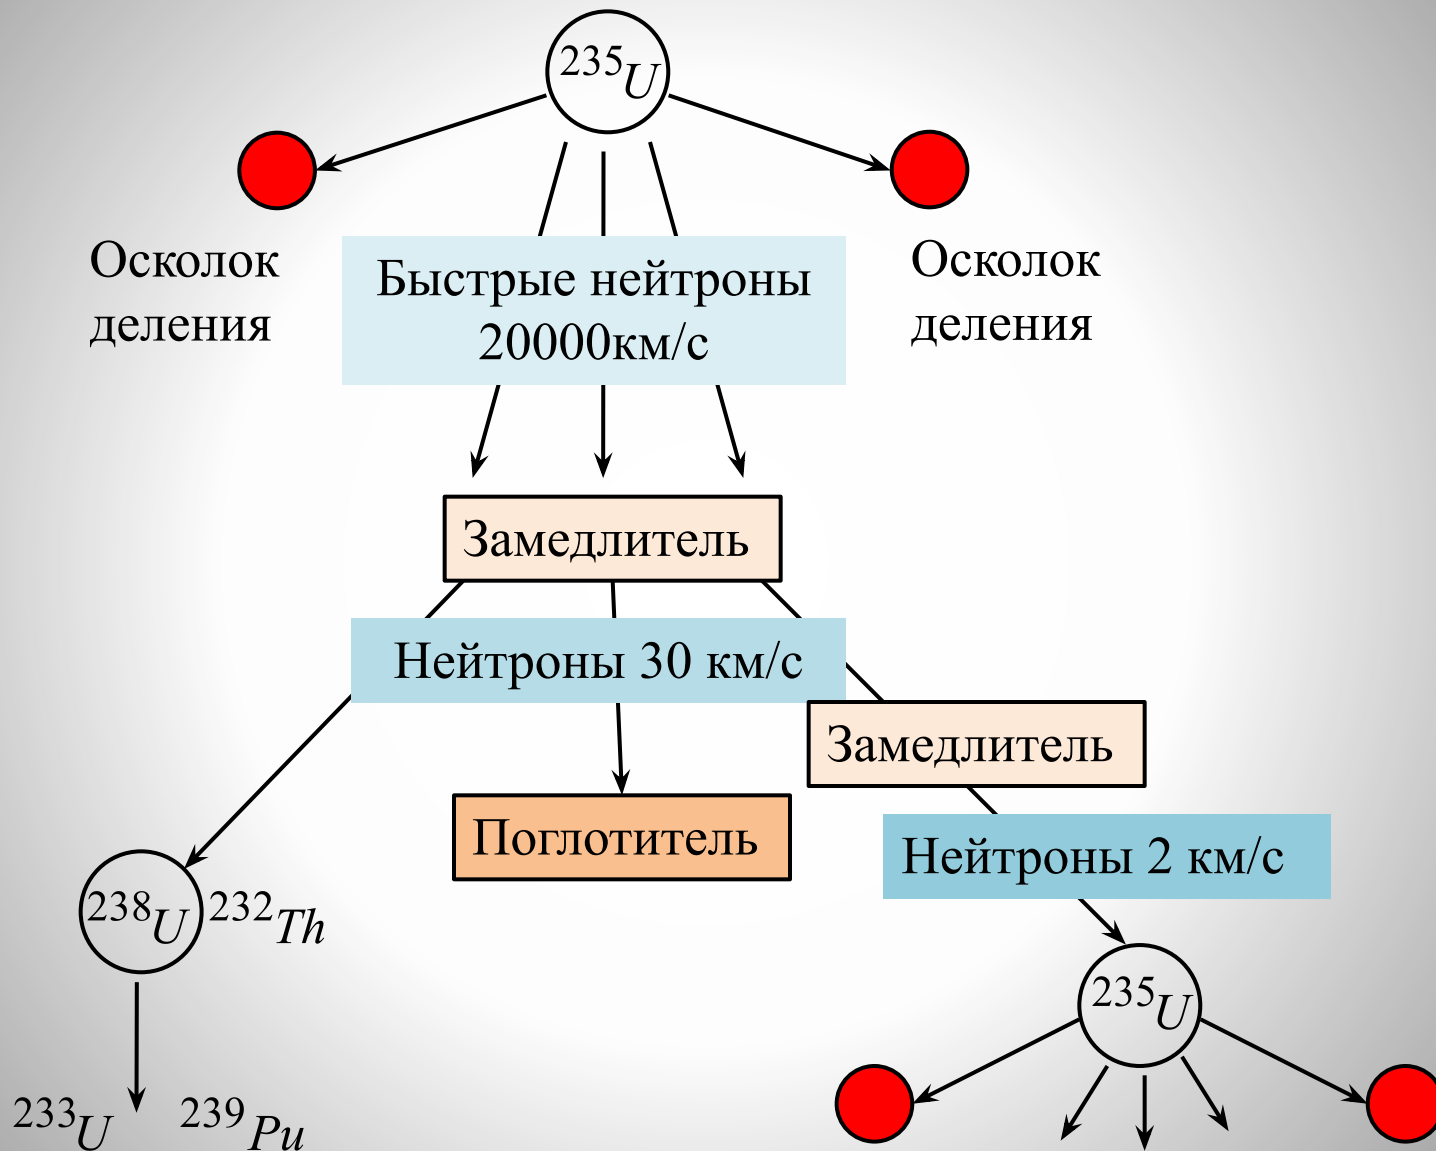 ²³⁵U
Осколок
деления
Быстрые нейтроны
20000км/с
Осколок
деления
Замедлитель
Нейтроны 30 км/с
Замедлитель
Поглотитель
Нейтроны 2 км/с
²³⁸U ²³²Th
²³⁵U
²³³U ²³⁹Pu